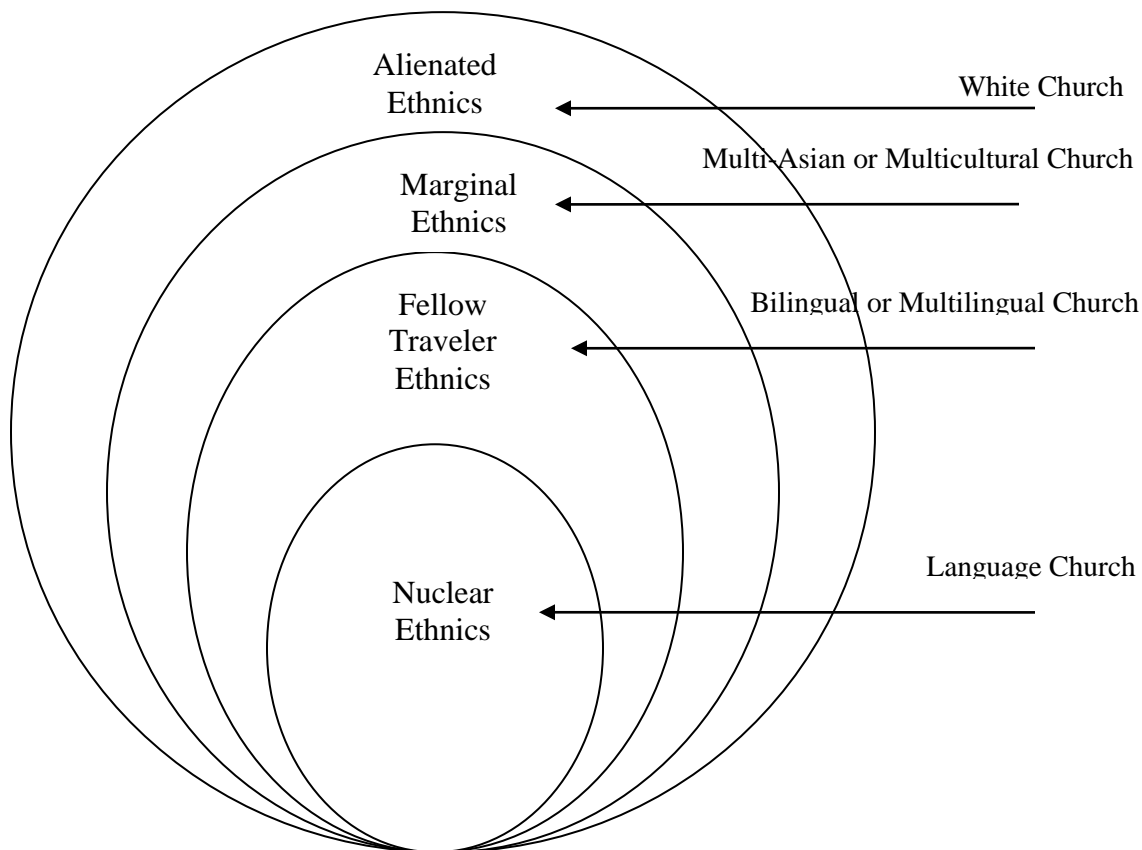 Alienated
Ethnics
White Church
Multi-Asian or Multicultural Church
Marginal
Ethnics
Bilingual or Multilingual Church
Fellow
Traveler
Ethnics
Language Church
Nuclear
Ethnics